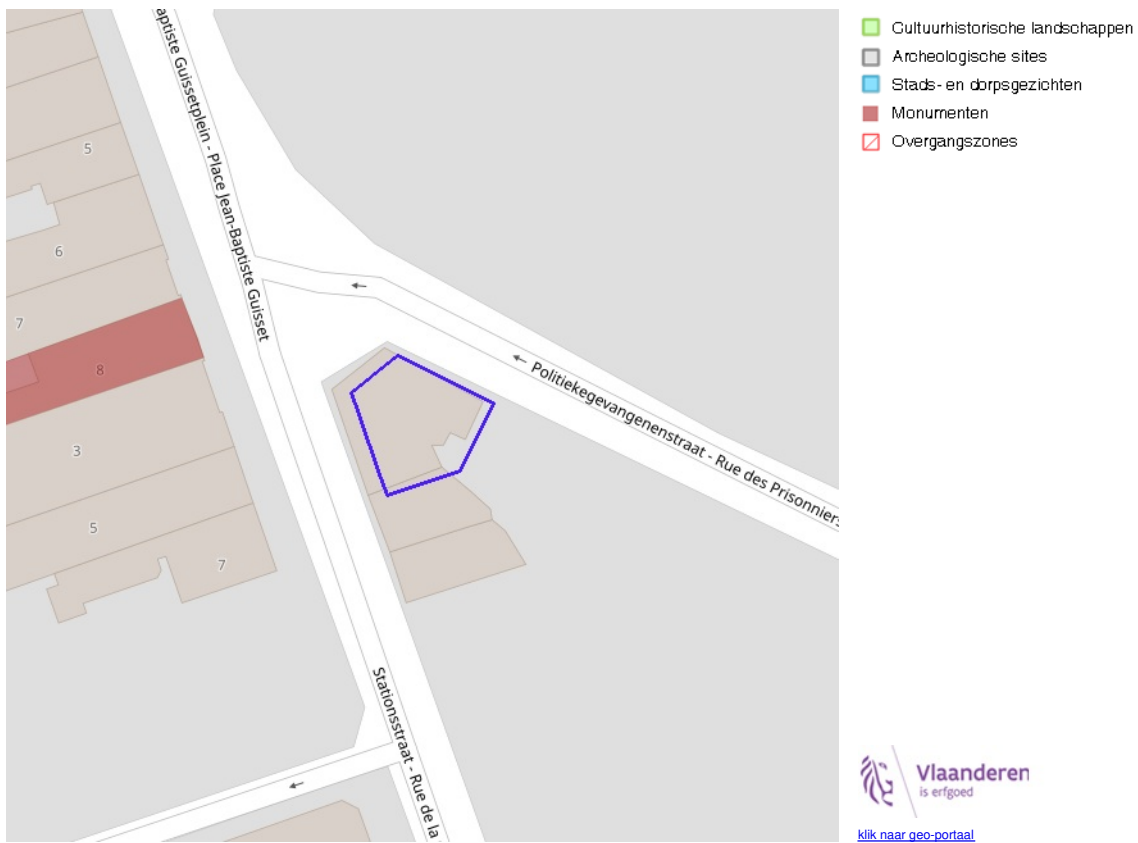 aptiste Guissetplein - Place Jean-Baptiste Guisset
5
6
7
8
3
5
7
Politiekegevangenenstraat - Rue des Prisonniers
Stationsstraat - Rue de la
Cultuurhistorische landschappen
Archeologische sites
Stads- en dorpsgezichten
Monumenten
Overgangszones
Vlaanderen
is erfgoed
klik naar geo-portaal